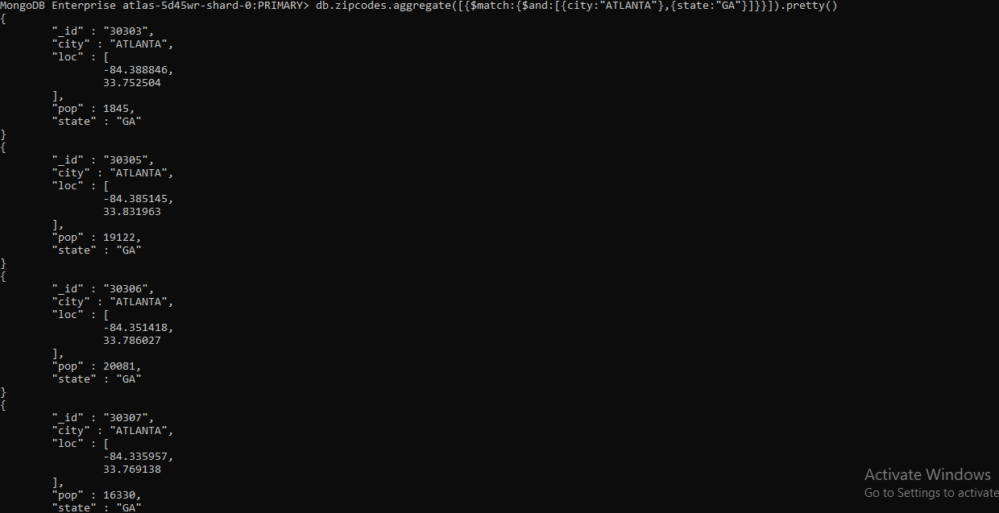 MongoDB Enterprise atlas-5d45wr-shard-0:PRIMARY> db.zipcodes.aggregate([{$match:{$and:[{city:"ATLANTA"},{state:"GA"}]}}]).pretty()
{
"_id" : "30303",
"city" : "ATLANTA",
"loc" : [
-84.388846,
33.752504
],
"pop" : 1845,
"state" : "GA"
}
{
"_id" : "30305",
"city" : "ATLANTA",
"loc" : [
-84.385145,
33.831963
],
"pop" : 19122,
"state" : "GA"
}
{
"_id" : "30306",
"city" : "ATLANTA",
"loc" : [
-84.351418,
33.786027
],
"pop" : 20081,
"state" : "GA"
}
{
"_id" : "30307",
"city" : "ATLANTA",
"loc" : [
-84.335957,
33.769138
],
"pop" : 16330,
"state" : "GA"
Activate Windows
Go to Settings to activate